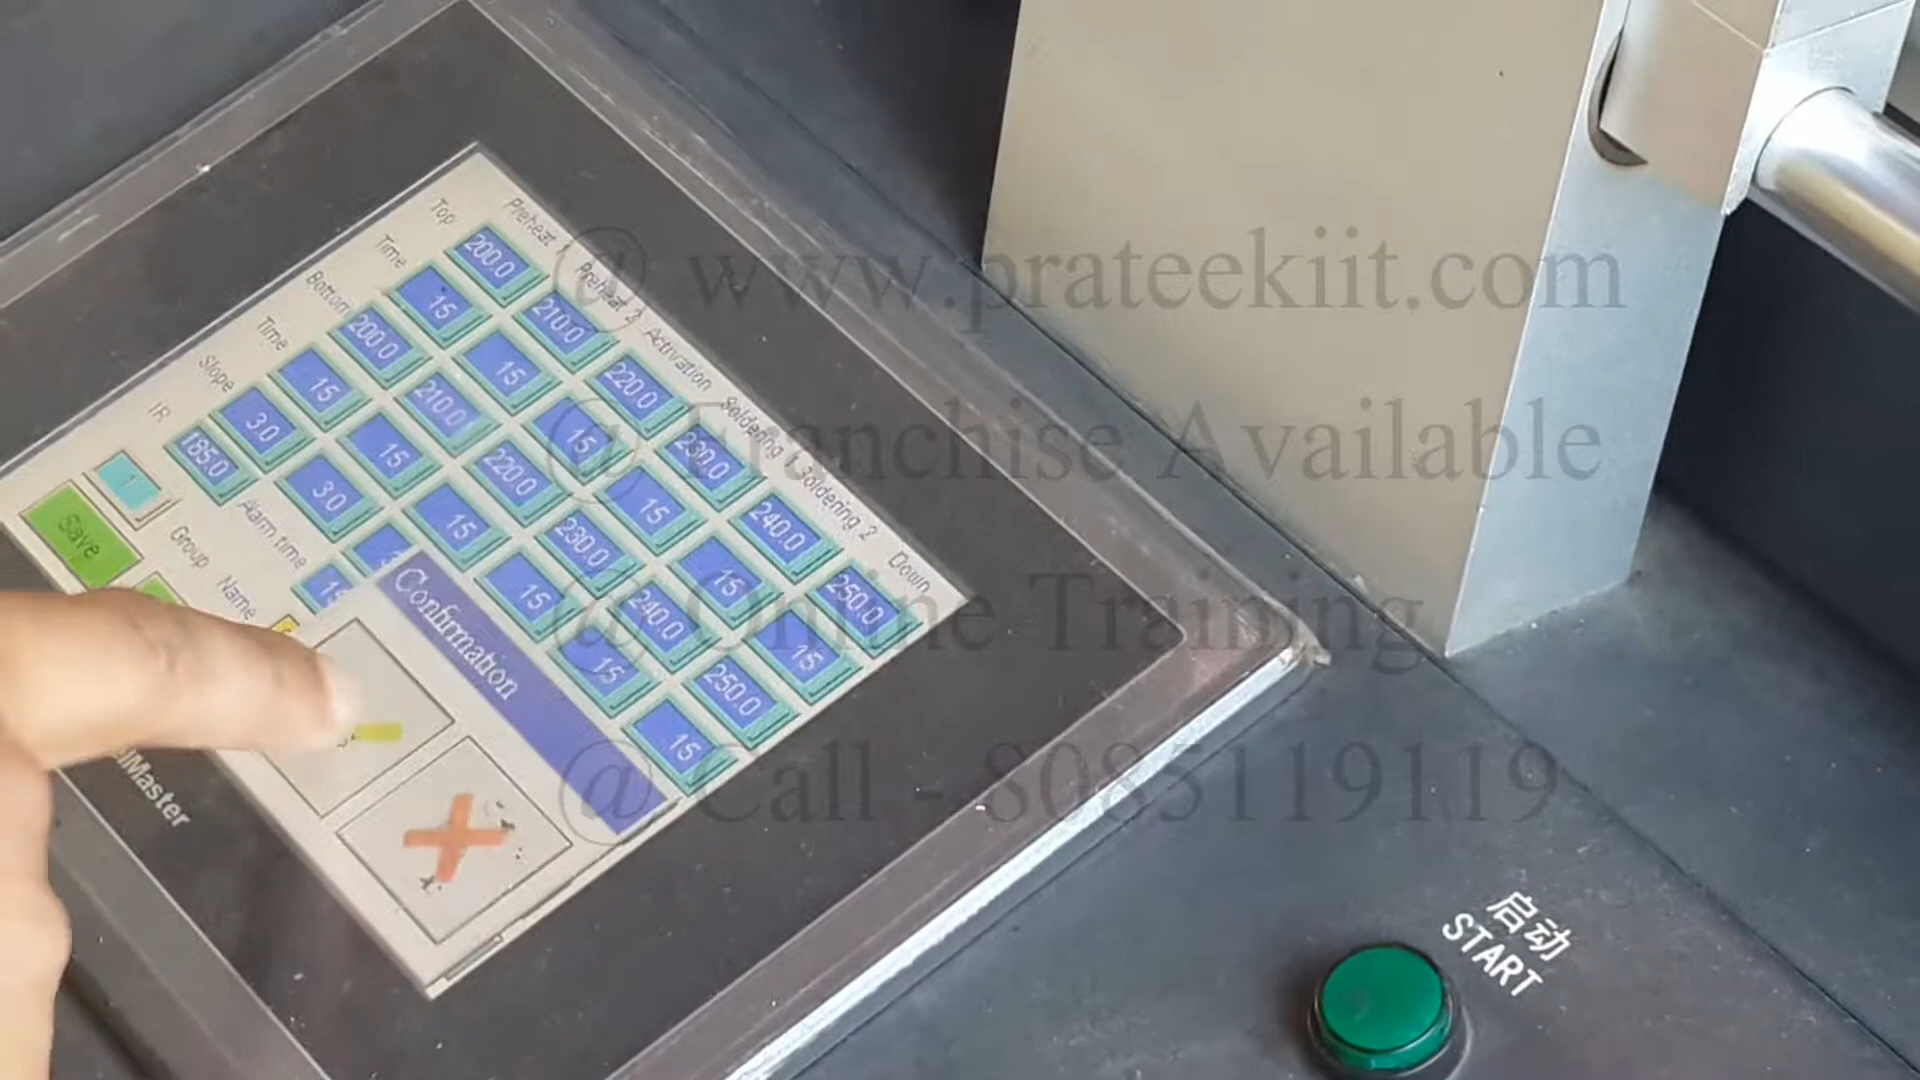 Preheat 1
Preheat 2
Activation
Soldering 1
Soldering 2
Down
Top
200.0
210.0
220.0
230.0
240.0
250.0
Time
15
15
15
15
15
15
Bottom
200.0
210.0
220.0
230.0
240.0
250.0
Time
15
15
15
15
15
15
Slope
3.0
3.0
IR
185.0
Alarm time
1
Group
Name
Save
Confirmation
Master
启动
START
@ www.prateekiit.com
@ Franchise Available
@ Online Training
@ Call - 8085119119